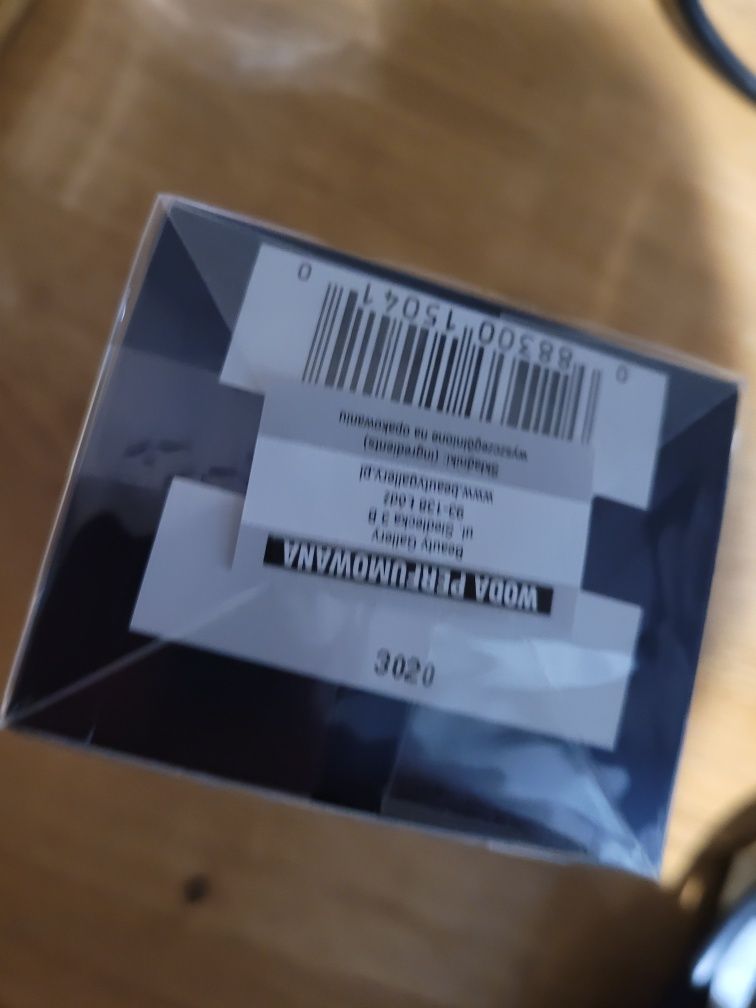 3020
WODA PERFUMOWANA
Beauty Gallery
ul. Siedlecka 3 B
93-138 Łódź
www.beautygallery.pl
Składniki: (ingredients)
wyszczególnione na opakowaniu
0 88300 15041 0